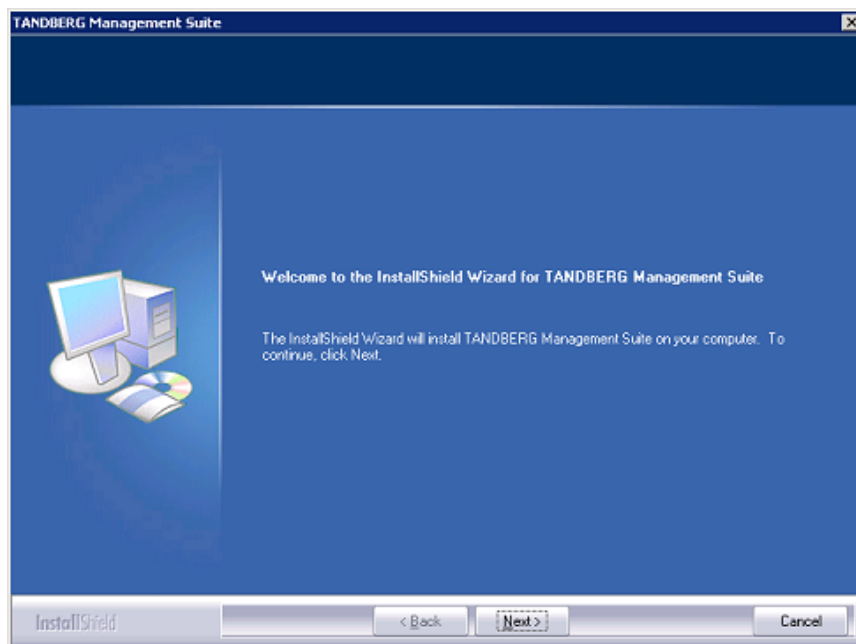 TANDBERG Management Suite
Welcome to the InstallShield Wizard for TANDBERG Management Suite
The InstallShield Wizard will install TANDBERG Management Suite on your computer. To
continue, click Next.
InstallShield
< Back
Next >
Cancel